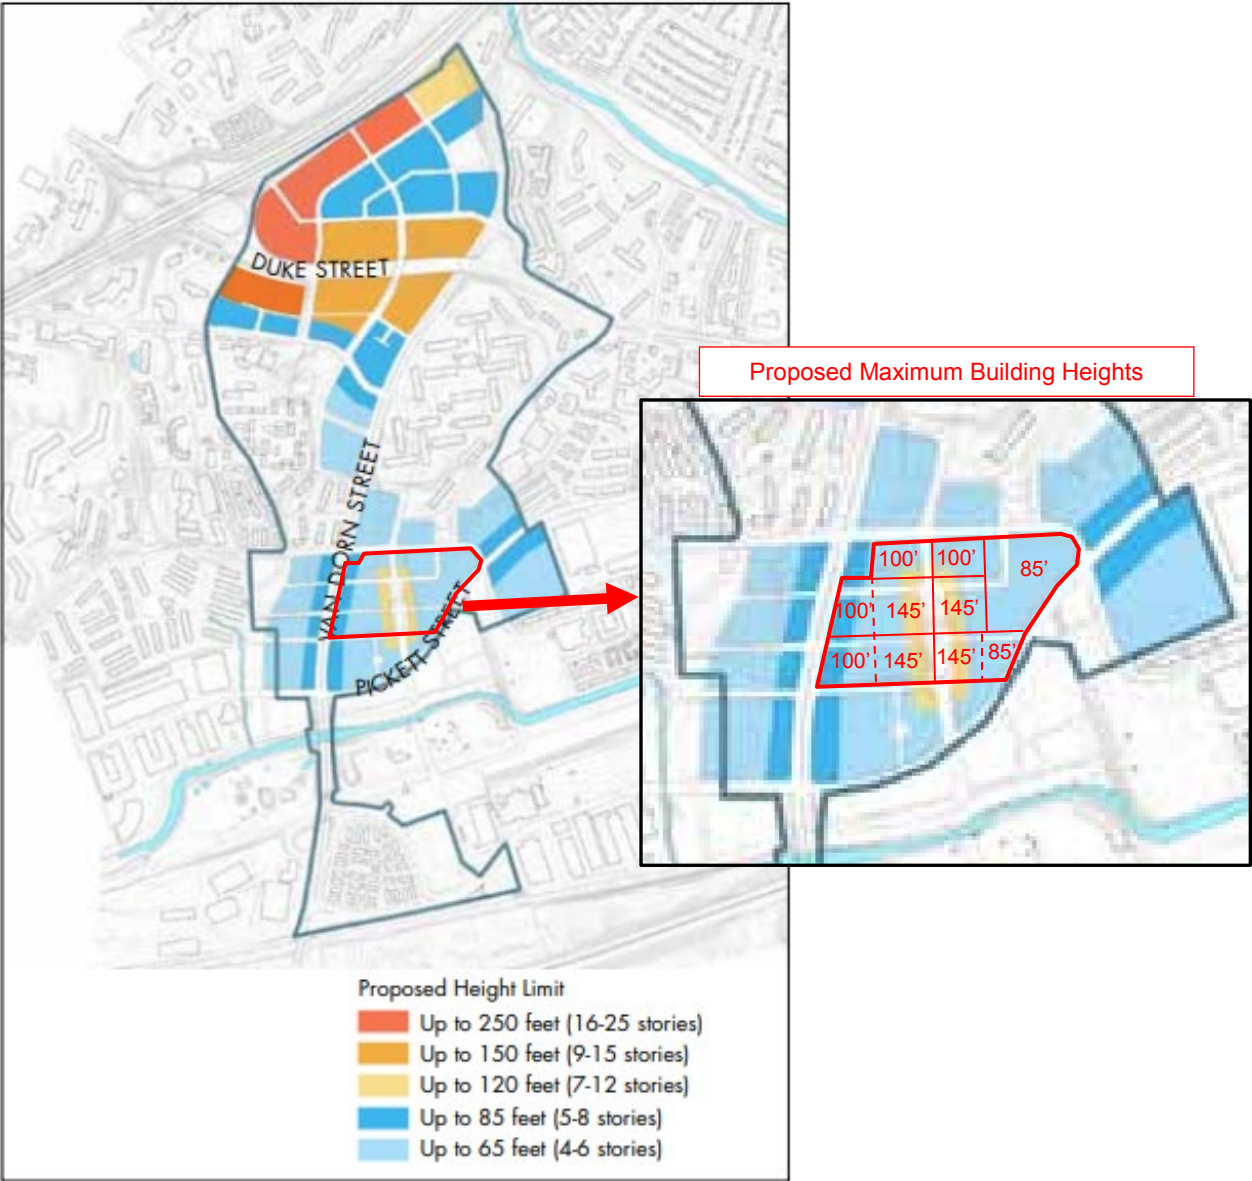 DUKE STREET
Proposed Maximum Building Heights
VAN DORN STREET
PICKETT STREET
100' 100' 85'
100' 145' 145'
100' 145' 145' 85'
Proposed Height Limit
Up to 250 feet (16-25 stories)
Up to 150 feet (9-15 stories)
Up to 120 feet (7-12 stories)
Up to 85 feet (5-8 stories)
Up to 65 feet (4-6 stories)